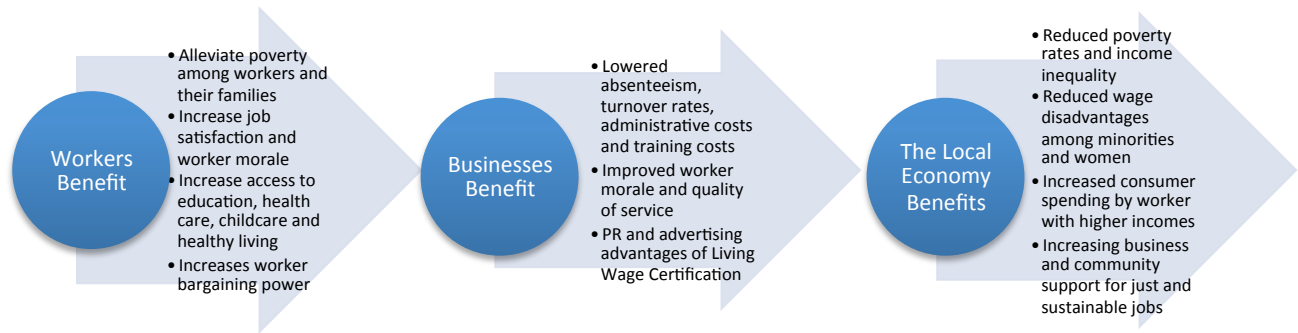 Workers
Benefit
• Alleviate poverty
among workers and
their families
• Increase job
satisfaction and
worker morale
• Increase access to
education, health
care, childcare and
healthy living
• Increases worker
bargaining power
Businesses
Benefit
• Lowered
absenteeism,
turnover rates,
administrative costs
and training costs
• Improved worker
morale and quality
of service
• PR and advertising
advantages of Living
Wage Certification
The Local
Economy
Benefits
• Reduced poverty
rates and income
inequality
• Reduced wage
disadvantages
among minorities
and women
• Increased consumer
spending by worker
with higher incomes
• Increasing business
and community
support for just and
sustainable jobs